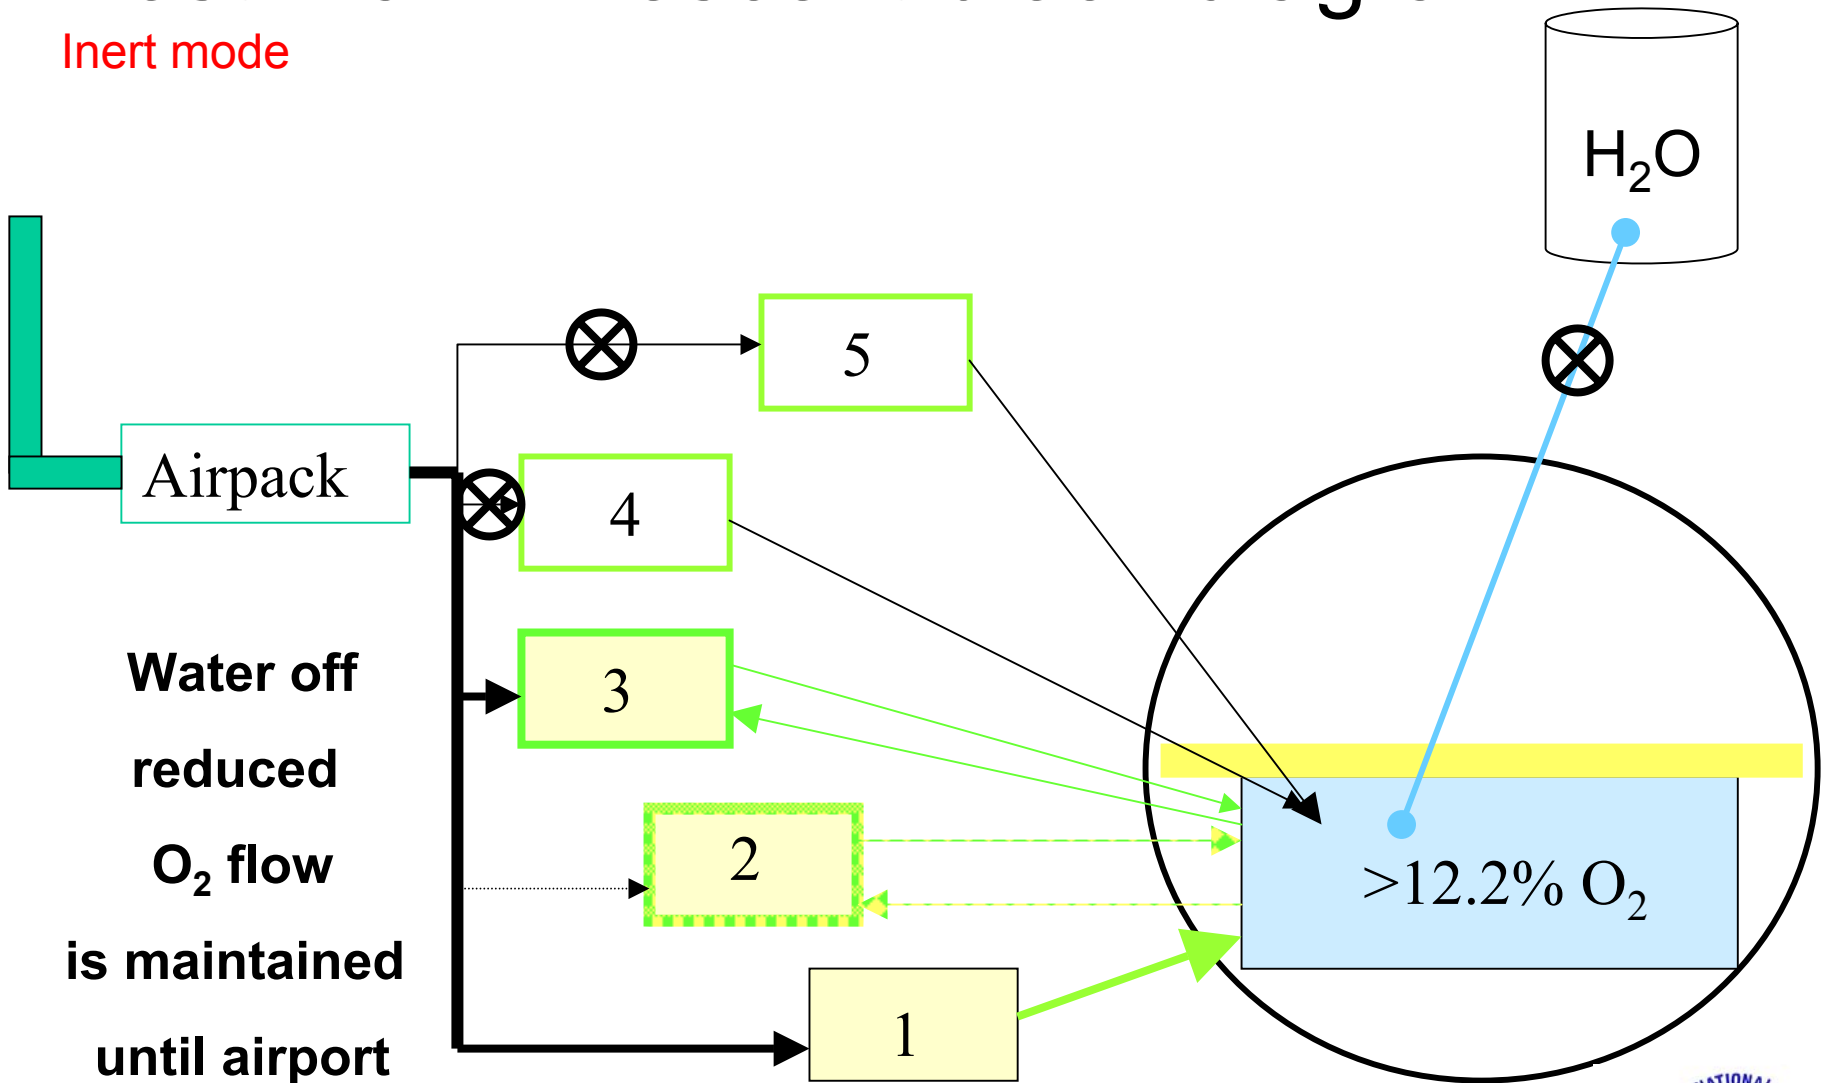 Inert mode
H₂O
5
Airpack
4
3
2
1
Water off
reduced
O₂ flow
is maintained
until airport
>12.2% O₂